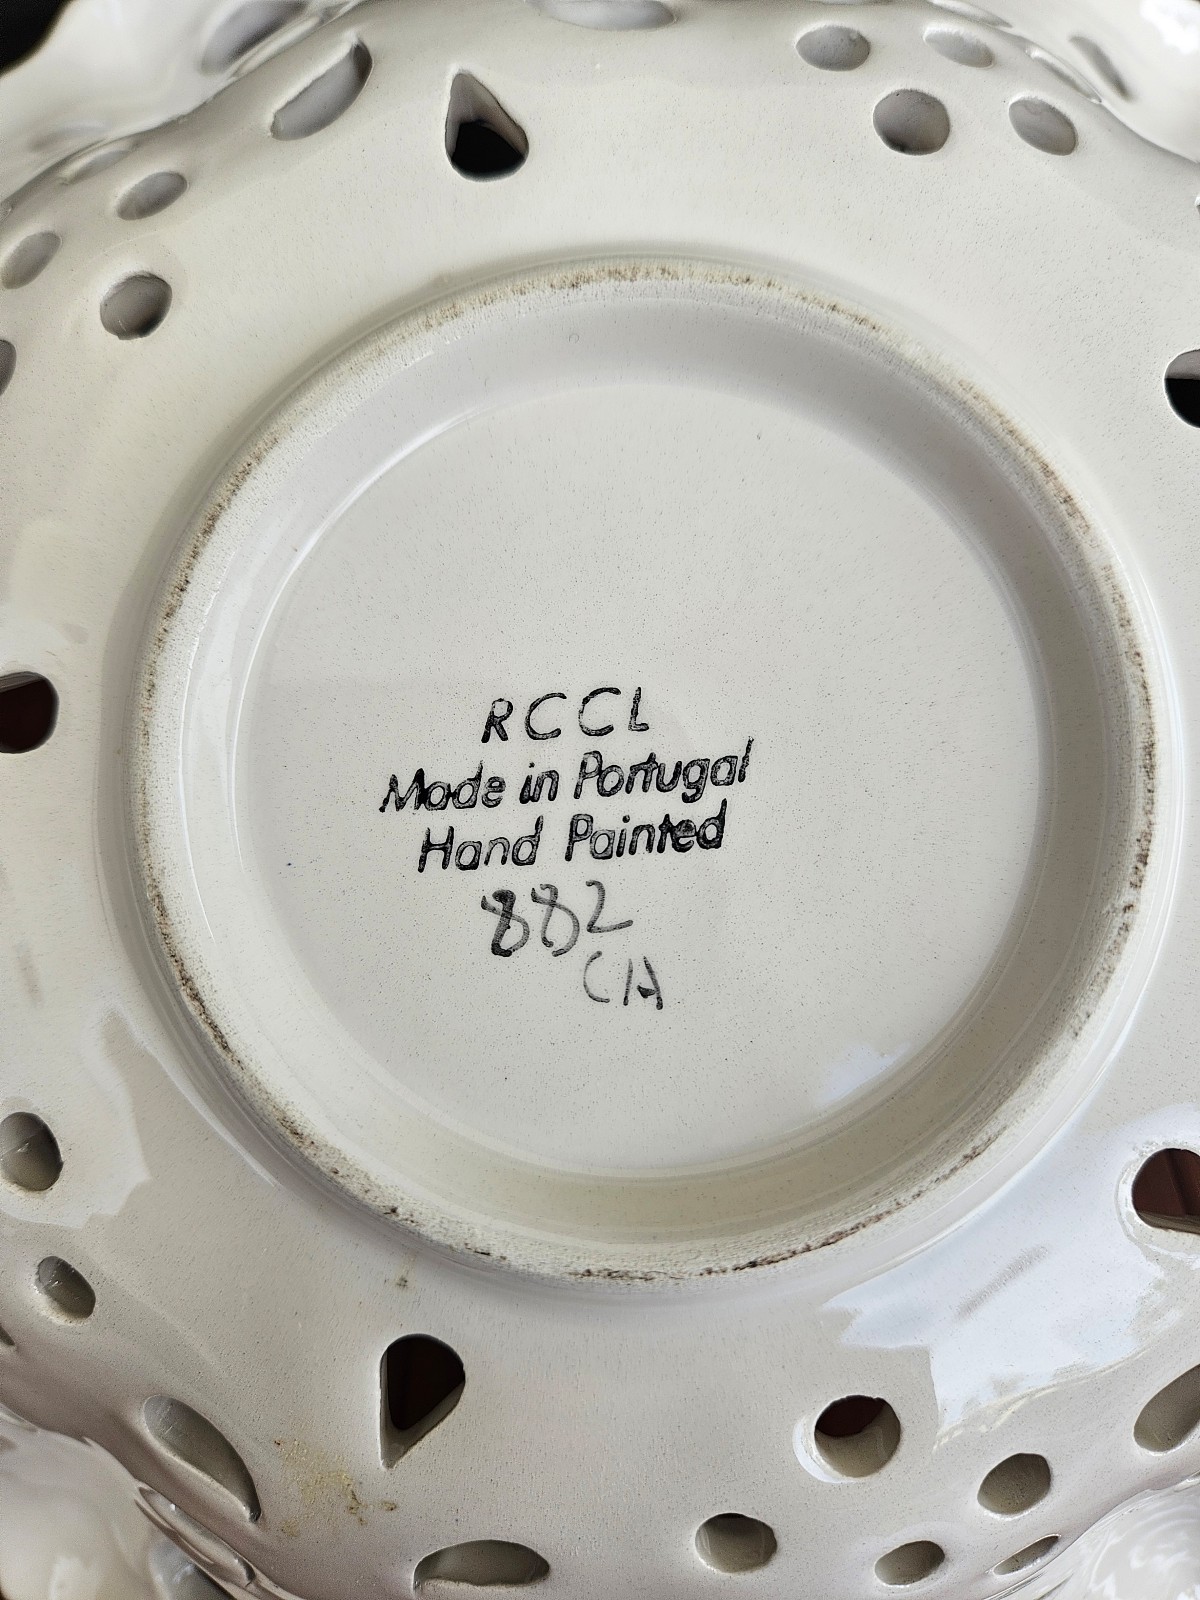 RCCL
Made in Portugal
Hand Painted
882
CA